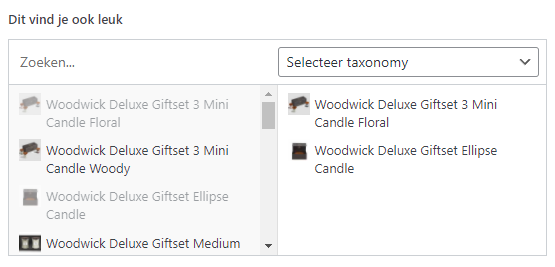 Dit vind je ook leuk
Zoeken...
Selecteer taxonomy
Woodwick Deluxe Giftset 3 Mini
Candle Floral
Woodwick Deluxe Giftset 3 Mini
Candle Woody
Woodwick Deluxe Giftset Ellipse
Candle
Woodwick Deluxe Giftset Medium
Woodwick Deluxe Giftset 3 Mini
Candle Floral
Woodwick Deluxe Giftset Ellipse
Candle